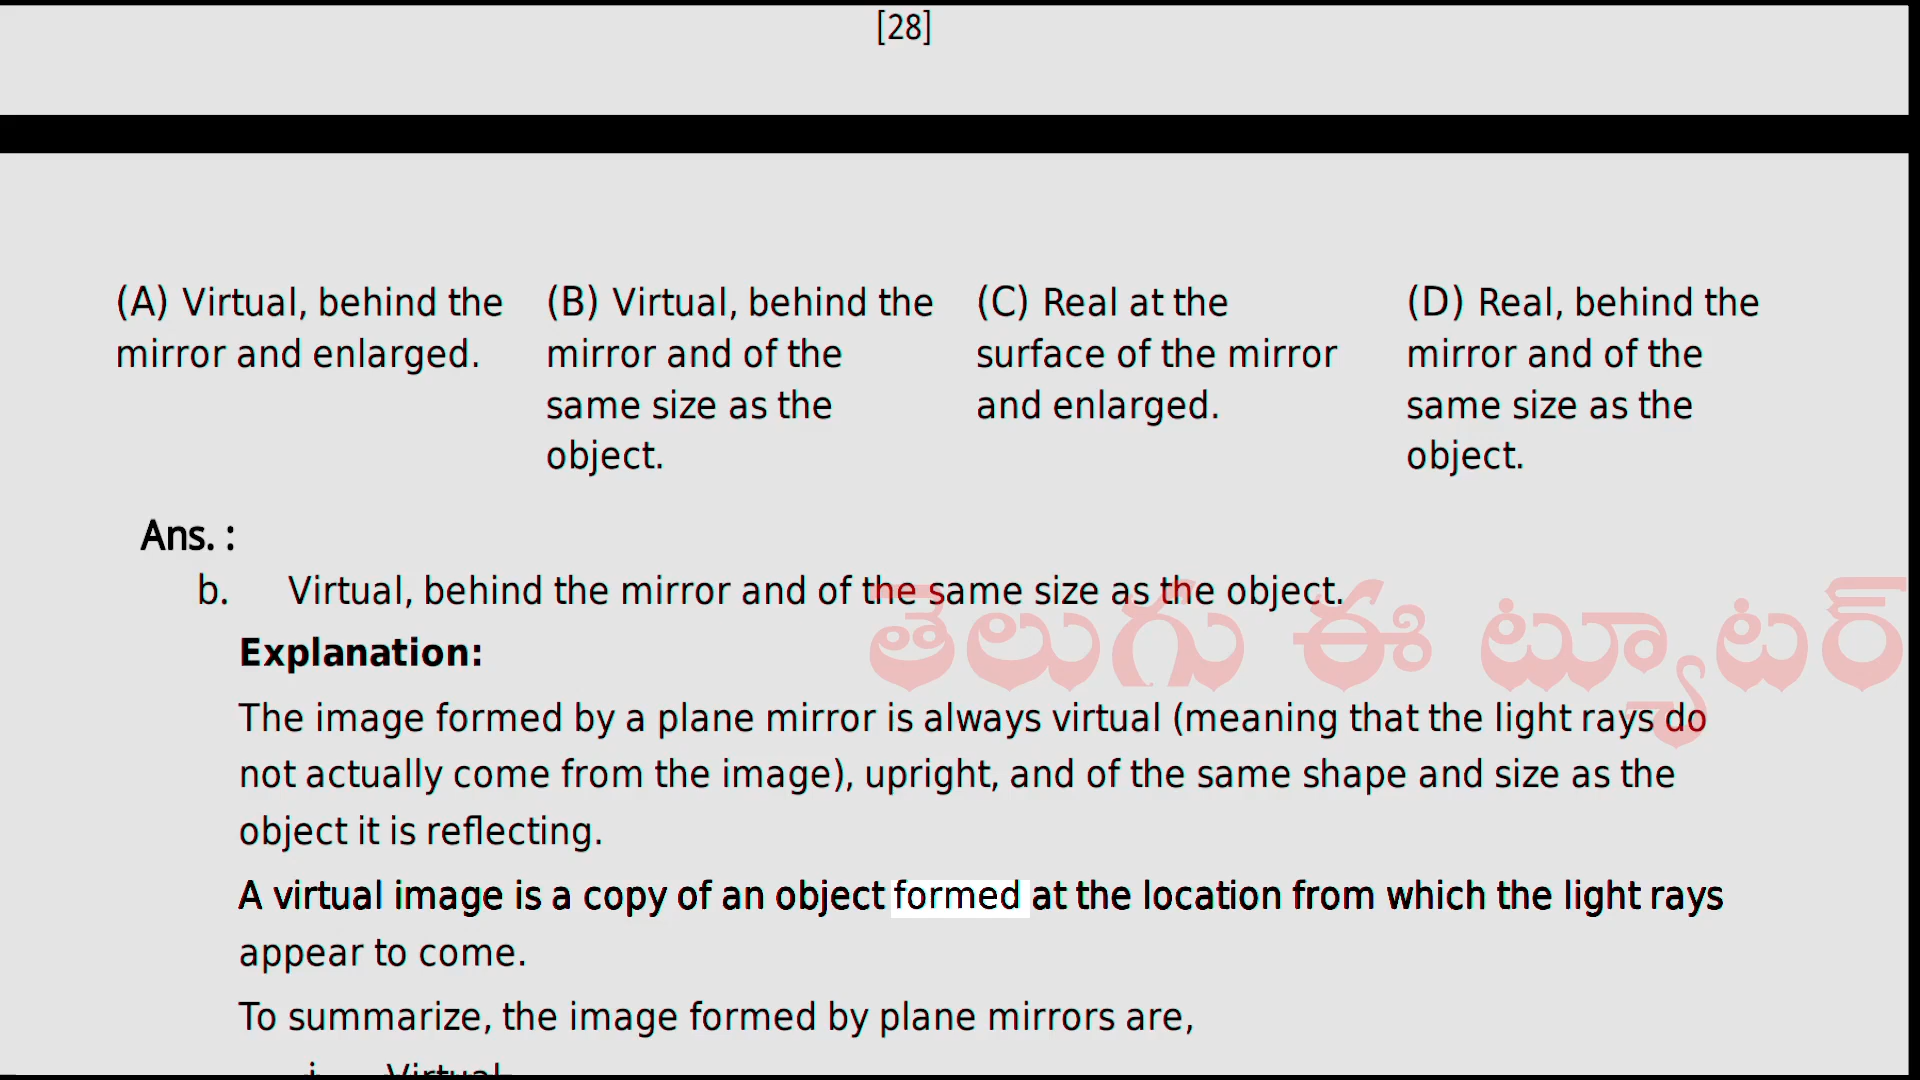 [28]
(A) Virtual, behind the
mirror and enlarged.
(B) Virtual, behind the
mirror and of the
same size as the
object.
(C) Real at the
surface of the mirror
and enlarged.
(D) Real, behind the
mirror and of the
same size as the
object.
Ans. :
b. Virtual, behind the mirror and of the same size as the object.
తెలుగు ఈ ట్యూటర్
Explanation:
The image formed by a plane mirror is always virtual (meaning that the light rays do
not actually come from the image), upright, and of the same shape and size as the
object it is reflecting.
A virtual image is a copy of an object formed at the location from which the light rays
appear to come.
To summarize, the image formed by plane mirrors are,
i. Virtual